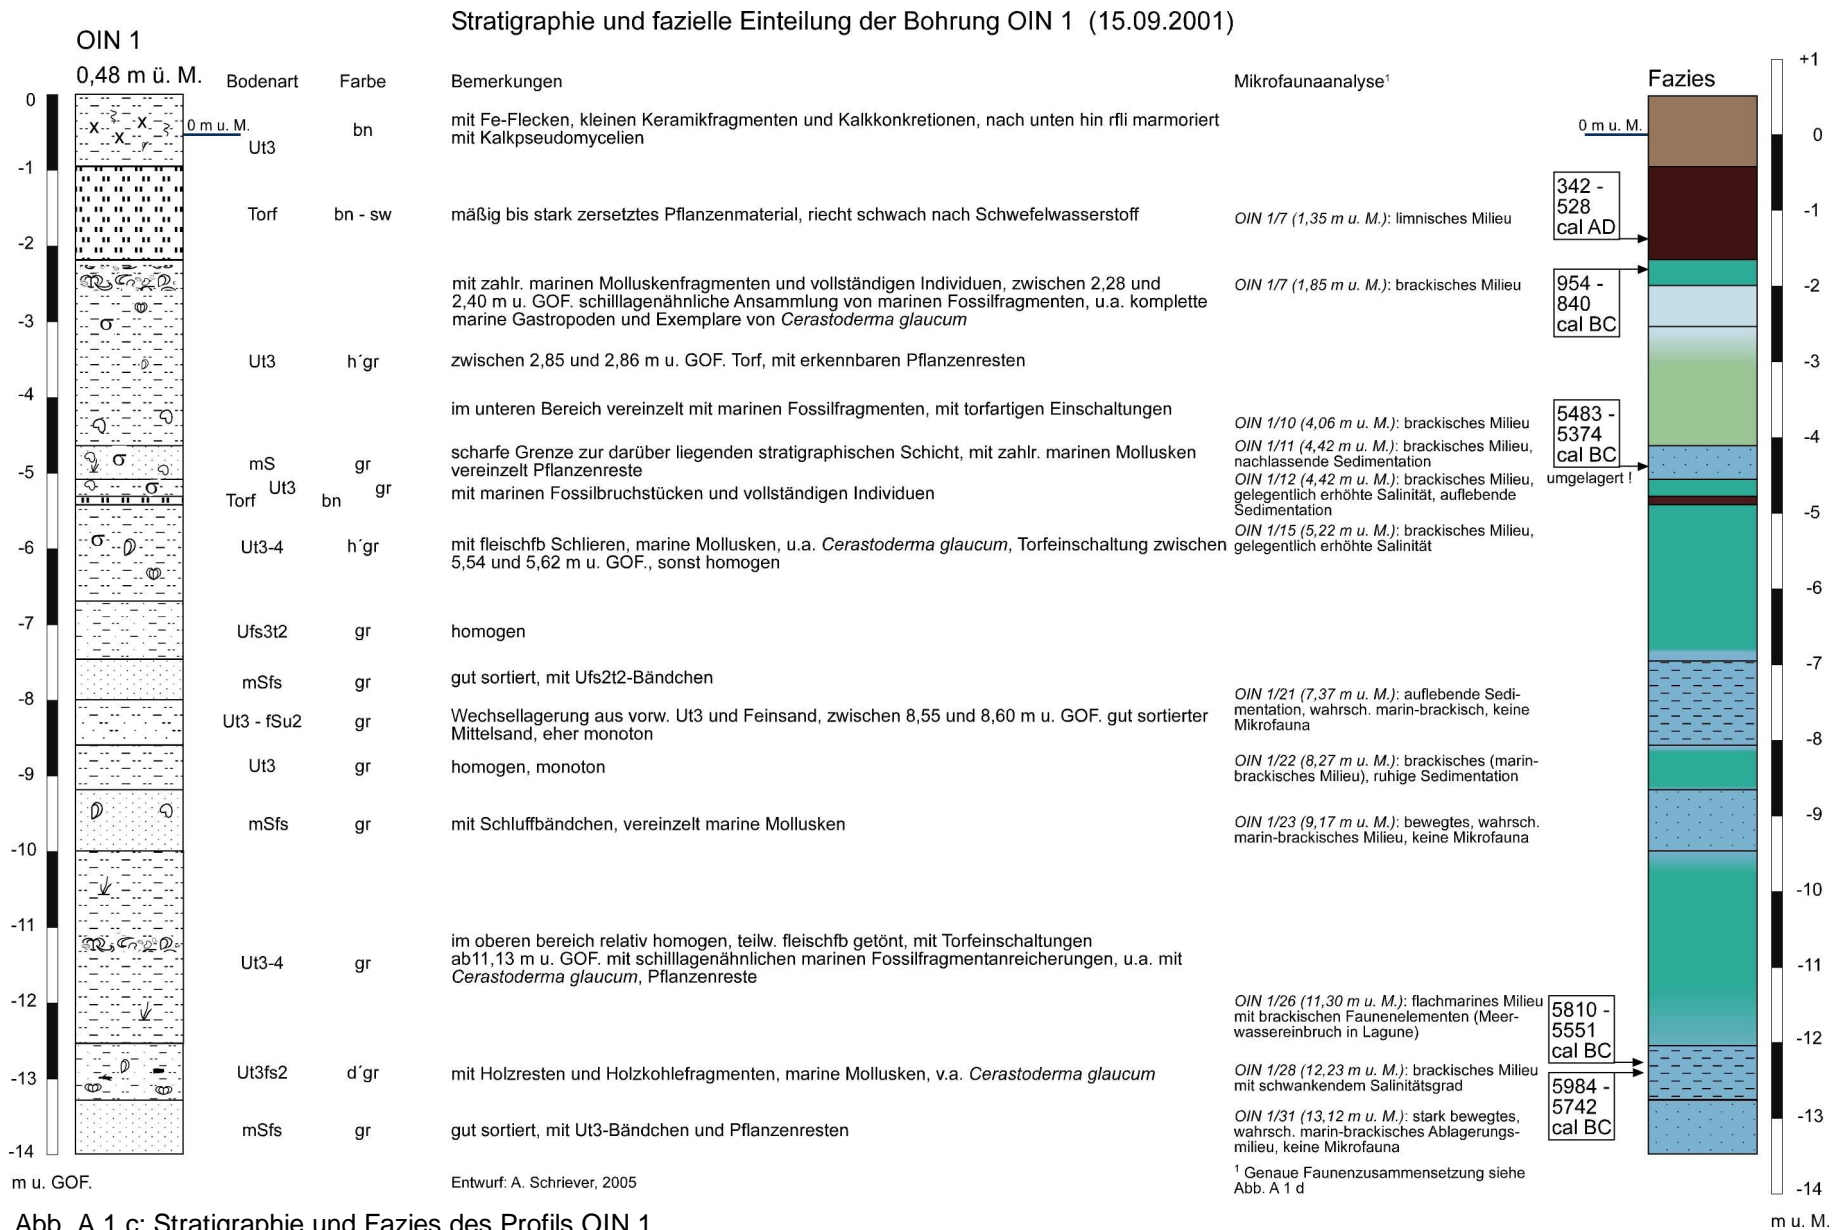 Stratigraphie und fazielle Einteilung der Bohrung OIN 1 (15.09.2001)
OIN 1
0,48 m ü. M.
Bodenart
Farbe
Bemerkungen
Mikrofaunaanalyse¹
Fazies
0
-1
-2
-3
-4
-5
-6
-7
-8
-9
-10
-11
-12
-13
-14
m u. GOF.
0 m u. M.
Ut3
bn
mit Fe-Flecken, kleinen Keramikfragmenten und Kalkkonkretionen, nach unten hin rfli marmoriert
mit Kalkpseudomycelien
Torf
bn - sw
mäßig bis stark zersetztes Pflanzenmaterial, riecht schwach nach Schwefelwasserstoff
mit zahlr. marinen Molluskenfragmenten und vollständigen Individuen, zwischen 2,28 und
2,40 m u. GOF. schilllagenähnliche Ansammlung von marinen Fossilfragmenten, u.a. komplette
marine Gastropoden und Exemplare von Cerastoderma glaucum
Ut3
h´gr
zwischen 2,85 und 2,86 m u. GOF. Torf, mit erkennbaren Pflanzenresten
im unteren Bereich vereinzelt mit marinen Fossilfragmenten, mit torfartigen Einschaltungen
mS
gr
scharfe Grenze zur darüber liegenden stratigraphischen Schicht, mit zahlr. marinen Mollusken
vereinzelt Pflanzenreste
Ut3
gr
mit marinen Fossilbruchstücken und vollständigen Individuen
Torf
bn
Ut3-4
h´gr
mit fleischfb Schlieren, marine Mollusken, u.a. Cerastoderma glaucum, Torfeinschaltung zwischen
5,54 und 5,62 m u. GOF., sonst homogen
Ufs3t2
gr
homogen
mSfs
gr
gut sortiert, mit Ufs2t2-Bändchen
Ut3 - fSu2
gr
Wechsellagerung aus vorw. Ut3 und Feinsand, zwischen 8,55 und 8,60 m u. GOF. gut sortierter
Mittelsand, eher monoton
Ut3
gr
homogen, monoton
mSfs
gr
mit Schluffbändchen, vereinzelt marine Mollusken
Ut3-4
gr
im oberen bereich relativ homogen, teilw. fleischfb getönt, mit Torfeinschaltungen
ab11,13 m u. GOF. mit schilllagenähnlichen marinen Fossilfragmentanreicherungen, u.a. mit
Cerastoderma glaucum, Pflanzenreste
Ut3fs2
d´gr
mit Holzresten und Holzkohlefragmenten, marine Mollusken, v.a. Cerastoderma glaucum
mSfs
gr
gut sortiert, mit Ut3-Bändchen und Pflanzenresten
Entwurf: A. Schriever, 2005
OIN 1/7 (1,35 m u. M.): limnisches Milieu
OIN 1/7 (1,85 m u. M.): brackisches Milieu
OIN 1/10 (4,06 m u. M.): brackisches Milieu
OIN 1/11 (4,42 m u. M.): brackisches Milieu,
nachlassende Sedimentation
OIN 1/12 (4,42 m u. M.): brackisches Milieu,
gelegentlich erhöhte Salinität, auflebende
Sedimentation
OIN 1/15 (5,22 m u. M.): brackisches Milieu,
gelegentlich erhöhte Salinität
OIN 1/21 (7,37 m u. M.): auflebende Sedi-
mentation, wahrsch. marin-brackisch, keine
Mikrofauna
OIN 1/22 (8,27 m u. M.): brackisches (marin-
brackisches Milieu), ruhige Sedimentation
OIN 1/23 (9,17 m u. M.): bewegtes, wahrsch.
marin-brackisches Milieu, keine Mikrofauna
OIN 1/26 (11,30 m u. M.): flachmarines Milieu
mit brackischen Faunenelementen (Meer-
wassereinbruch in Lagune)
OIN 1/28 (12,23 m u. M.): brackisches Milieu
mit schwankendem Salinitätsgrad
OIN 1/31 (13,12 m u. M.): stark bewegtes,
wahrsch. marin-brackisches Ablagerungs-
milieu, keine Mikrofauna
¹ Genaue Faunenzusammensetzung siehe
Abb. A 1 d
0 m u. M.
342 -
528
cal AD
954 -
840
cal BC
5483 -
5374
cal BC
umgelagert !
5810 -
5551
cal BC
5984 -
5742
cal BC
+1
0
-1
-2
-3
-4
-5
-6
-7
-8
-9
-10
-11
-12
-13
-14
m u. M.
Abb. A 1 c: Stratigraphie und Fazies des Profils OIN 1